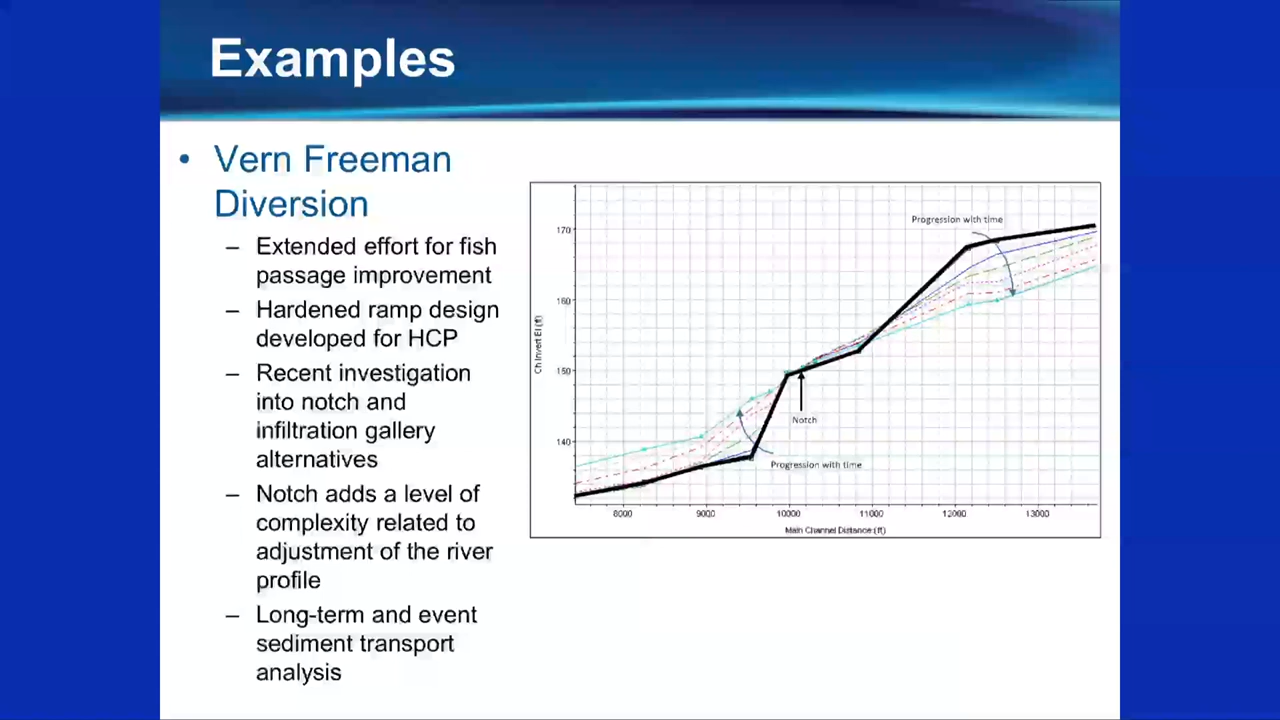 Examples
• Vern Freeman
Diversion
– Extended effort for fish
passage improvement
– Hardened ramp design
developed for HCP
– Recent investigation
into notch and
infiltration gallery
alternatives
– Notch adds a level of
complexity related to
adjustment of the river
profile
– Long-term and event
sediment transport
analysis
Progression with time
170
160
150
140
Ch Invert El (ft)
Notch
Progression with time
8000 9000 10000 11000 12000 13000
Main Channel Distance (ft)